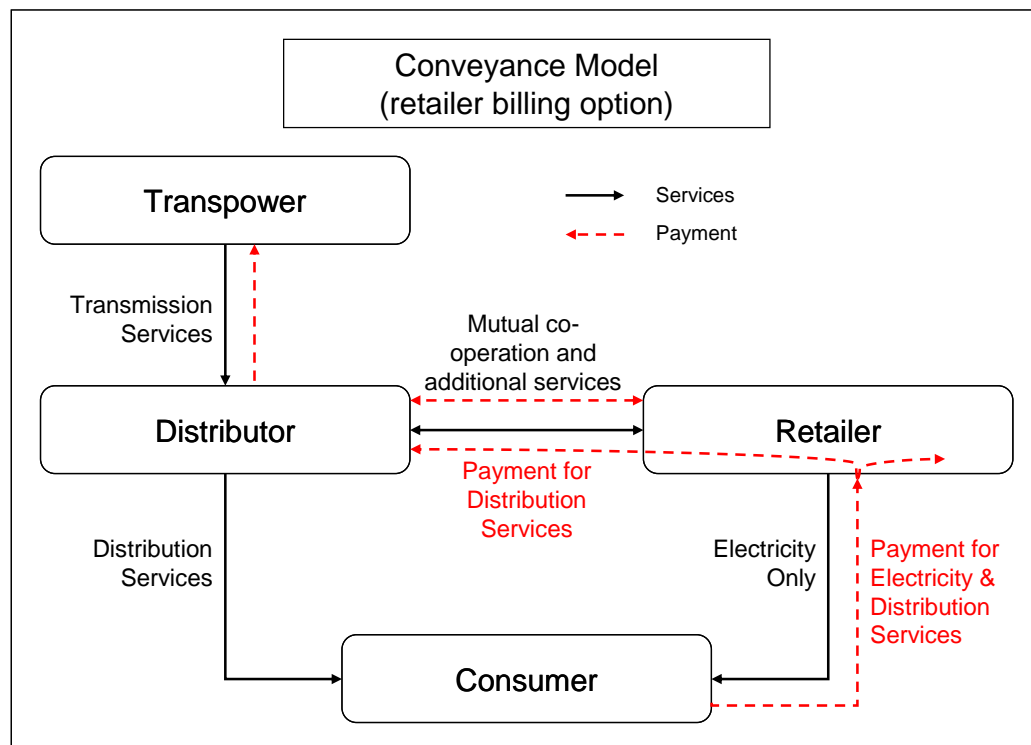 Conveyance Model
(retailer billing option)
Transpower
Services
Payment
Transmission
Services
Mutual co-
operation and
additional services
Distributor
Retailer
Payment for
Distribution
Services
Distribution
Services
Electricity
Only
Payment for
Electricity &
Distribution
Services
Consumer